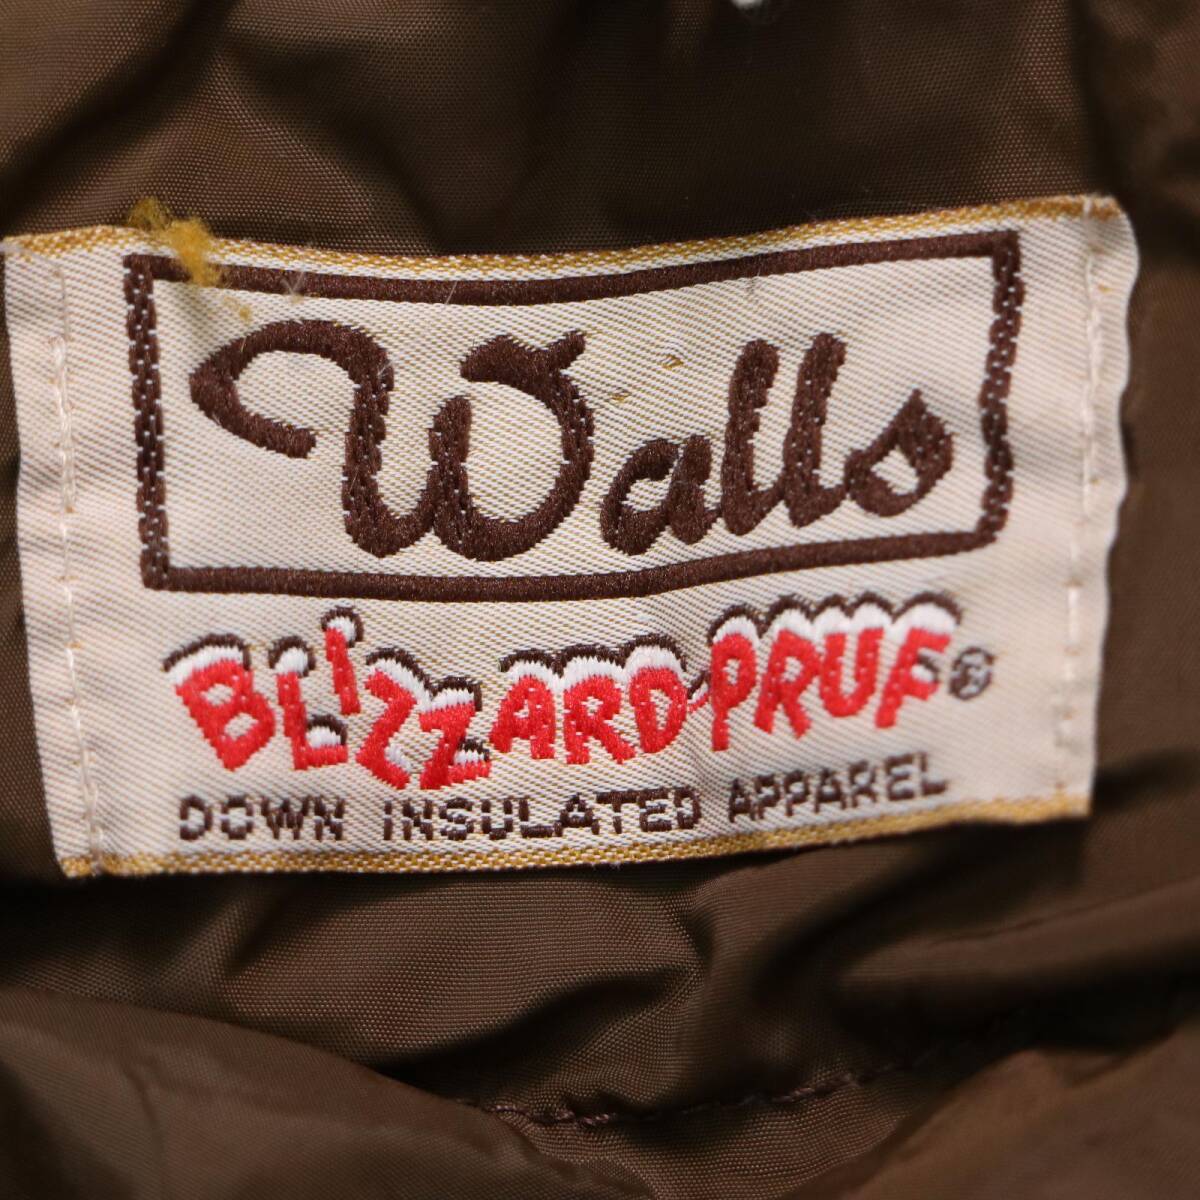 Walls
BLIZZARD-PRUF®
DOWN INSULATED APPAREL